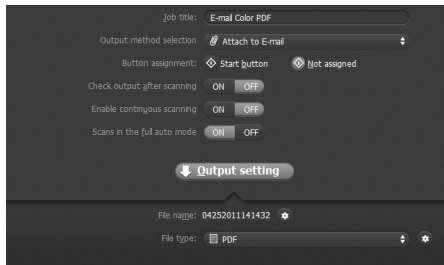 Job title: E-mail Color PDF
Output method selection Attach to E-mail
Button assignment: Start button Not assigned
Check output after scanning ON OFF
Enable continuous scanning ON OFF
Scans in the full auto mode ON OFF
Output setting
File name: 04252011141432
File type: PDF